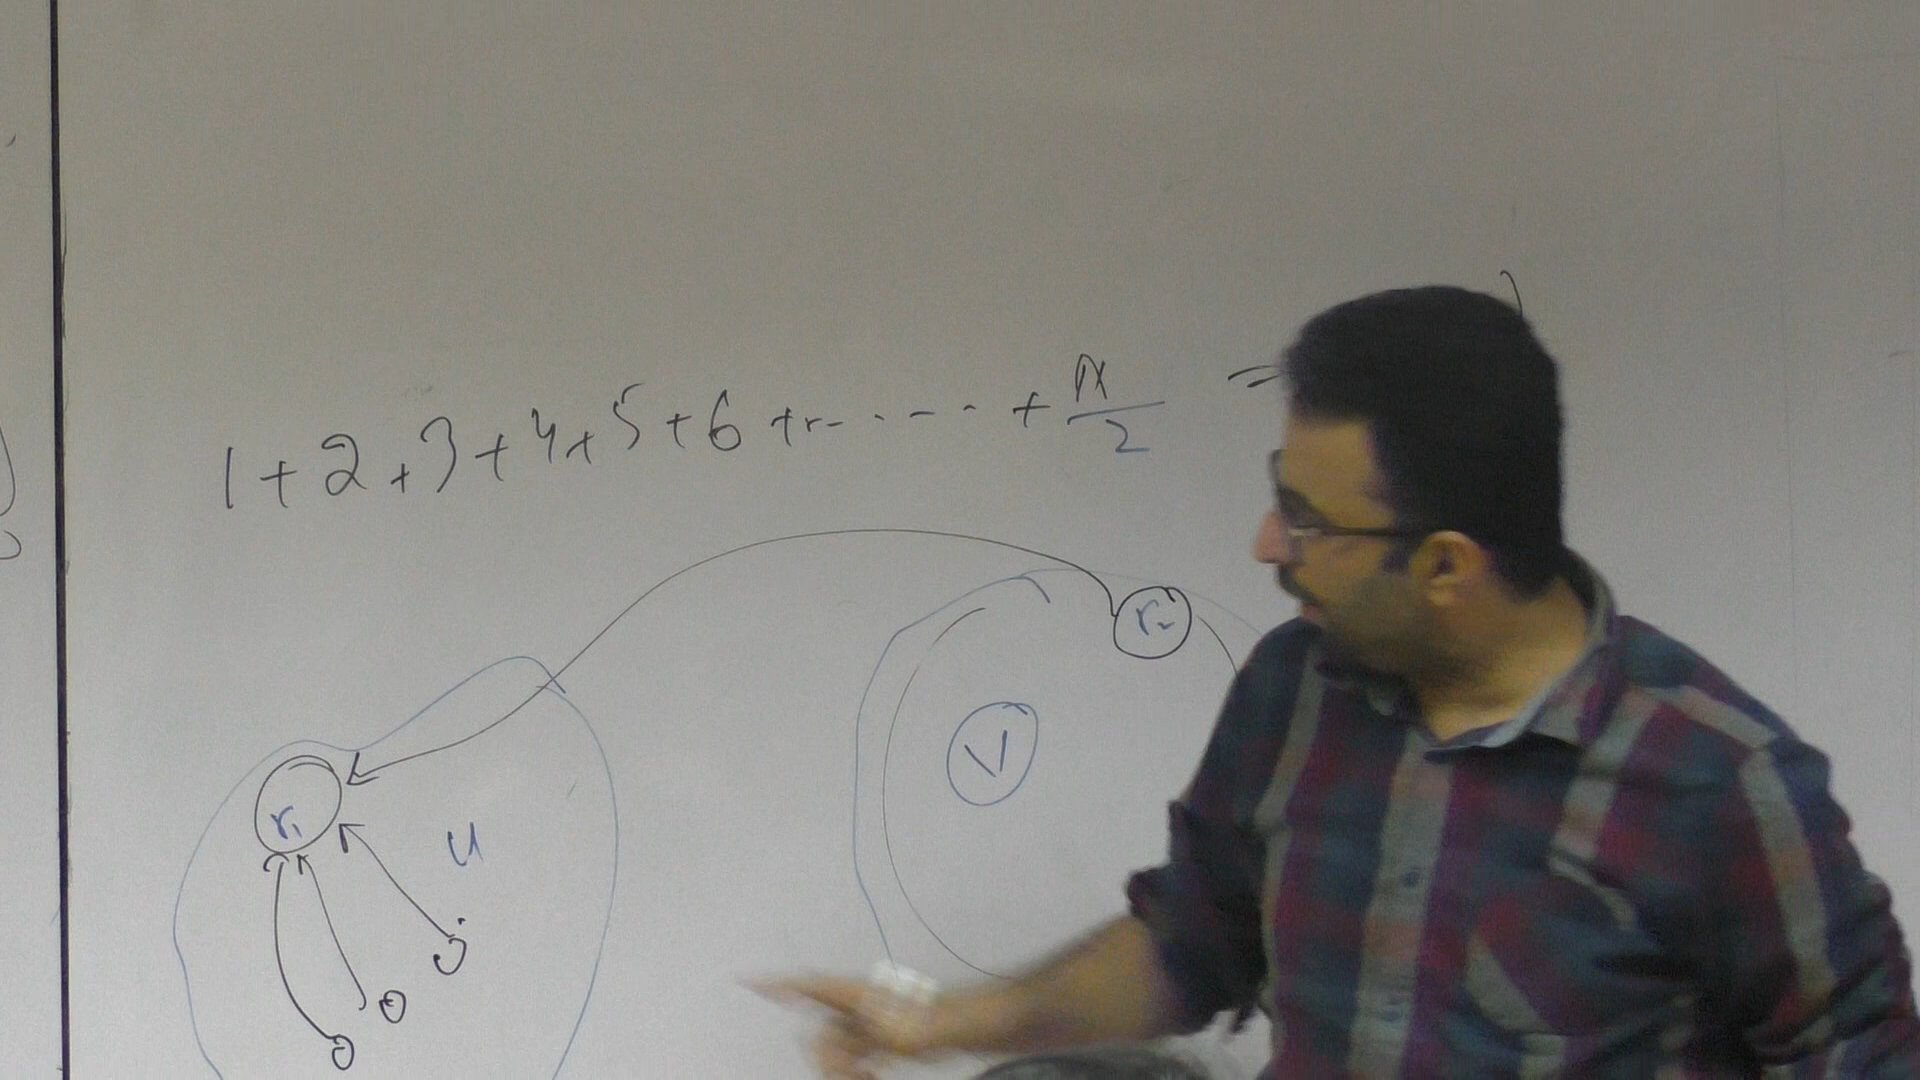 1 + 2 + 3 + 4 + 5 + 6 + - - - - - + n/2 =
r₂
V
r₁
u